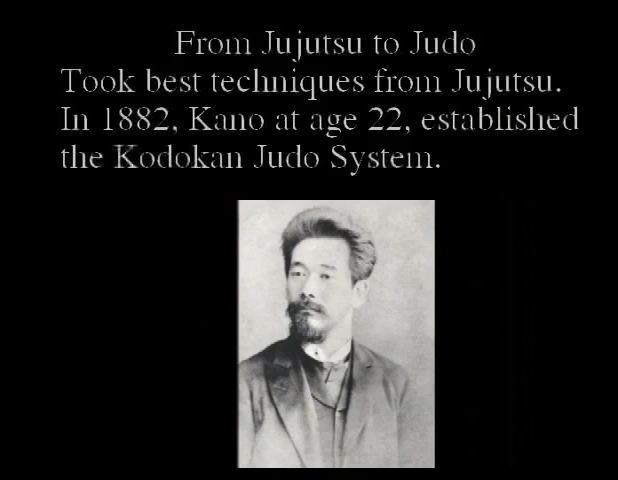 From Jujutsu to Judo
Took best techniques from Jujutsu.
In 1882, Kano at age 22, established
the Kodokan Judo System.